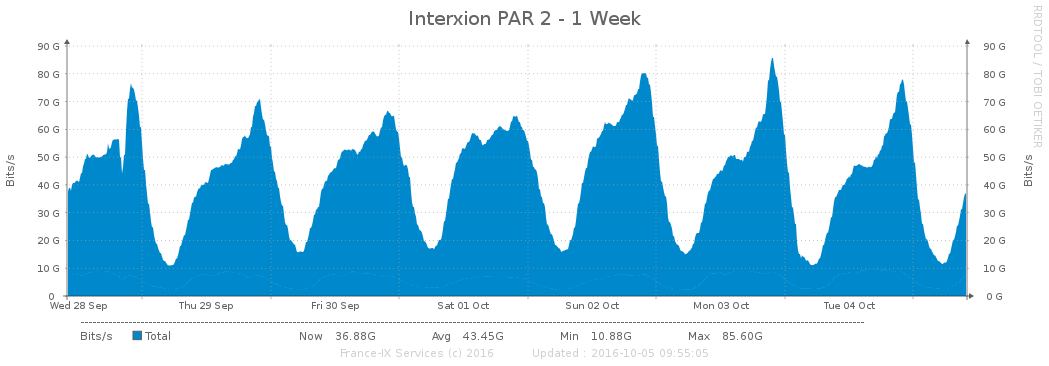 Interxion PAR 2 - 1 Week
RRDTOOL / TOBI OETIKER
Bits/s
90 G
80 G
70 G
60 G
50 G
40 G
30 G
20 G
10 G
0
90 G
80 G
70 G
60 G
50 G
40 G
30 G
20 G
10 G
0 G
Bits/s
Wed 28 Sep Thu 29 Sep Fri 30 Sep Sat 01 Oct Sun 02 Oct Mon 03 Oct Tue 04 Oct
Bits/s Total Now 36.88G Avg 43.45G Min 10.88G Max 85.60G
France-IX Services (c) 2016 Updated : 2016-10-05 09:55:05